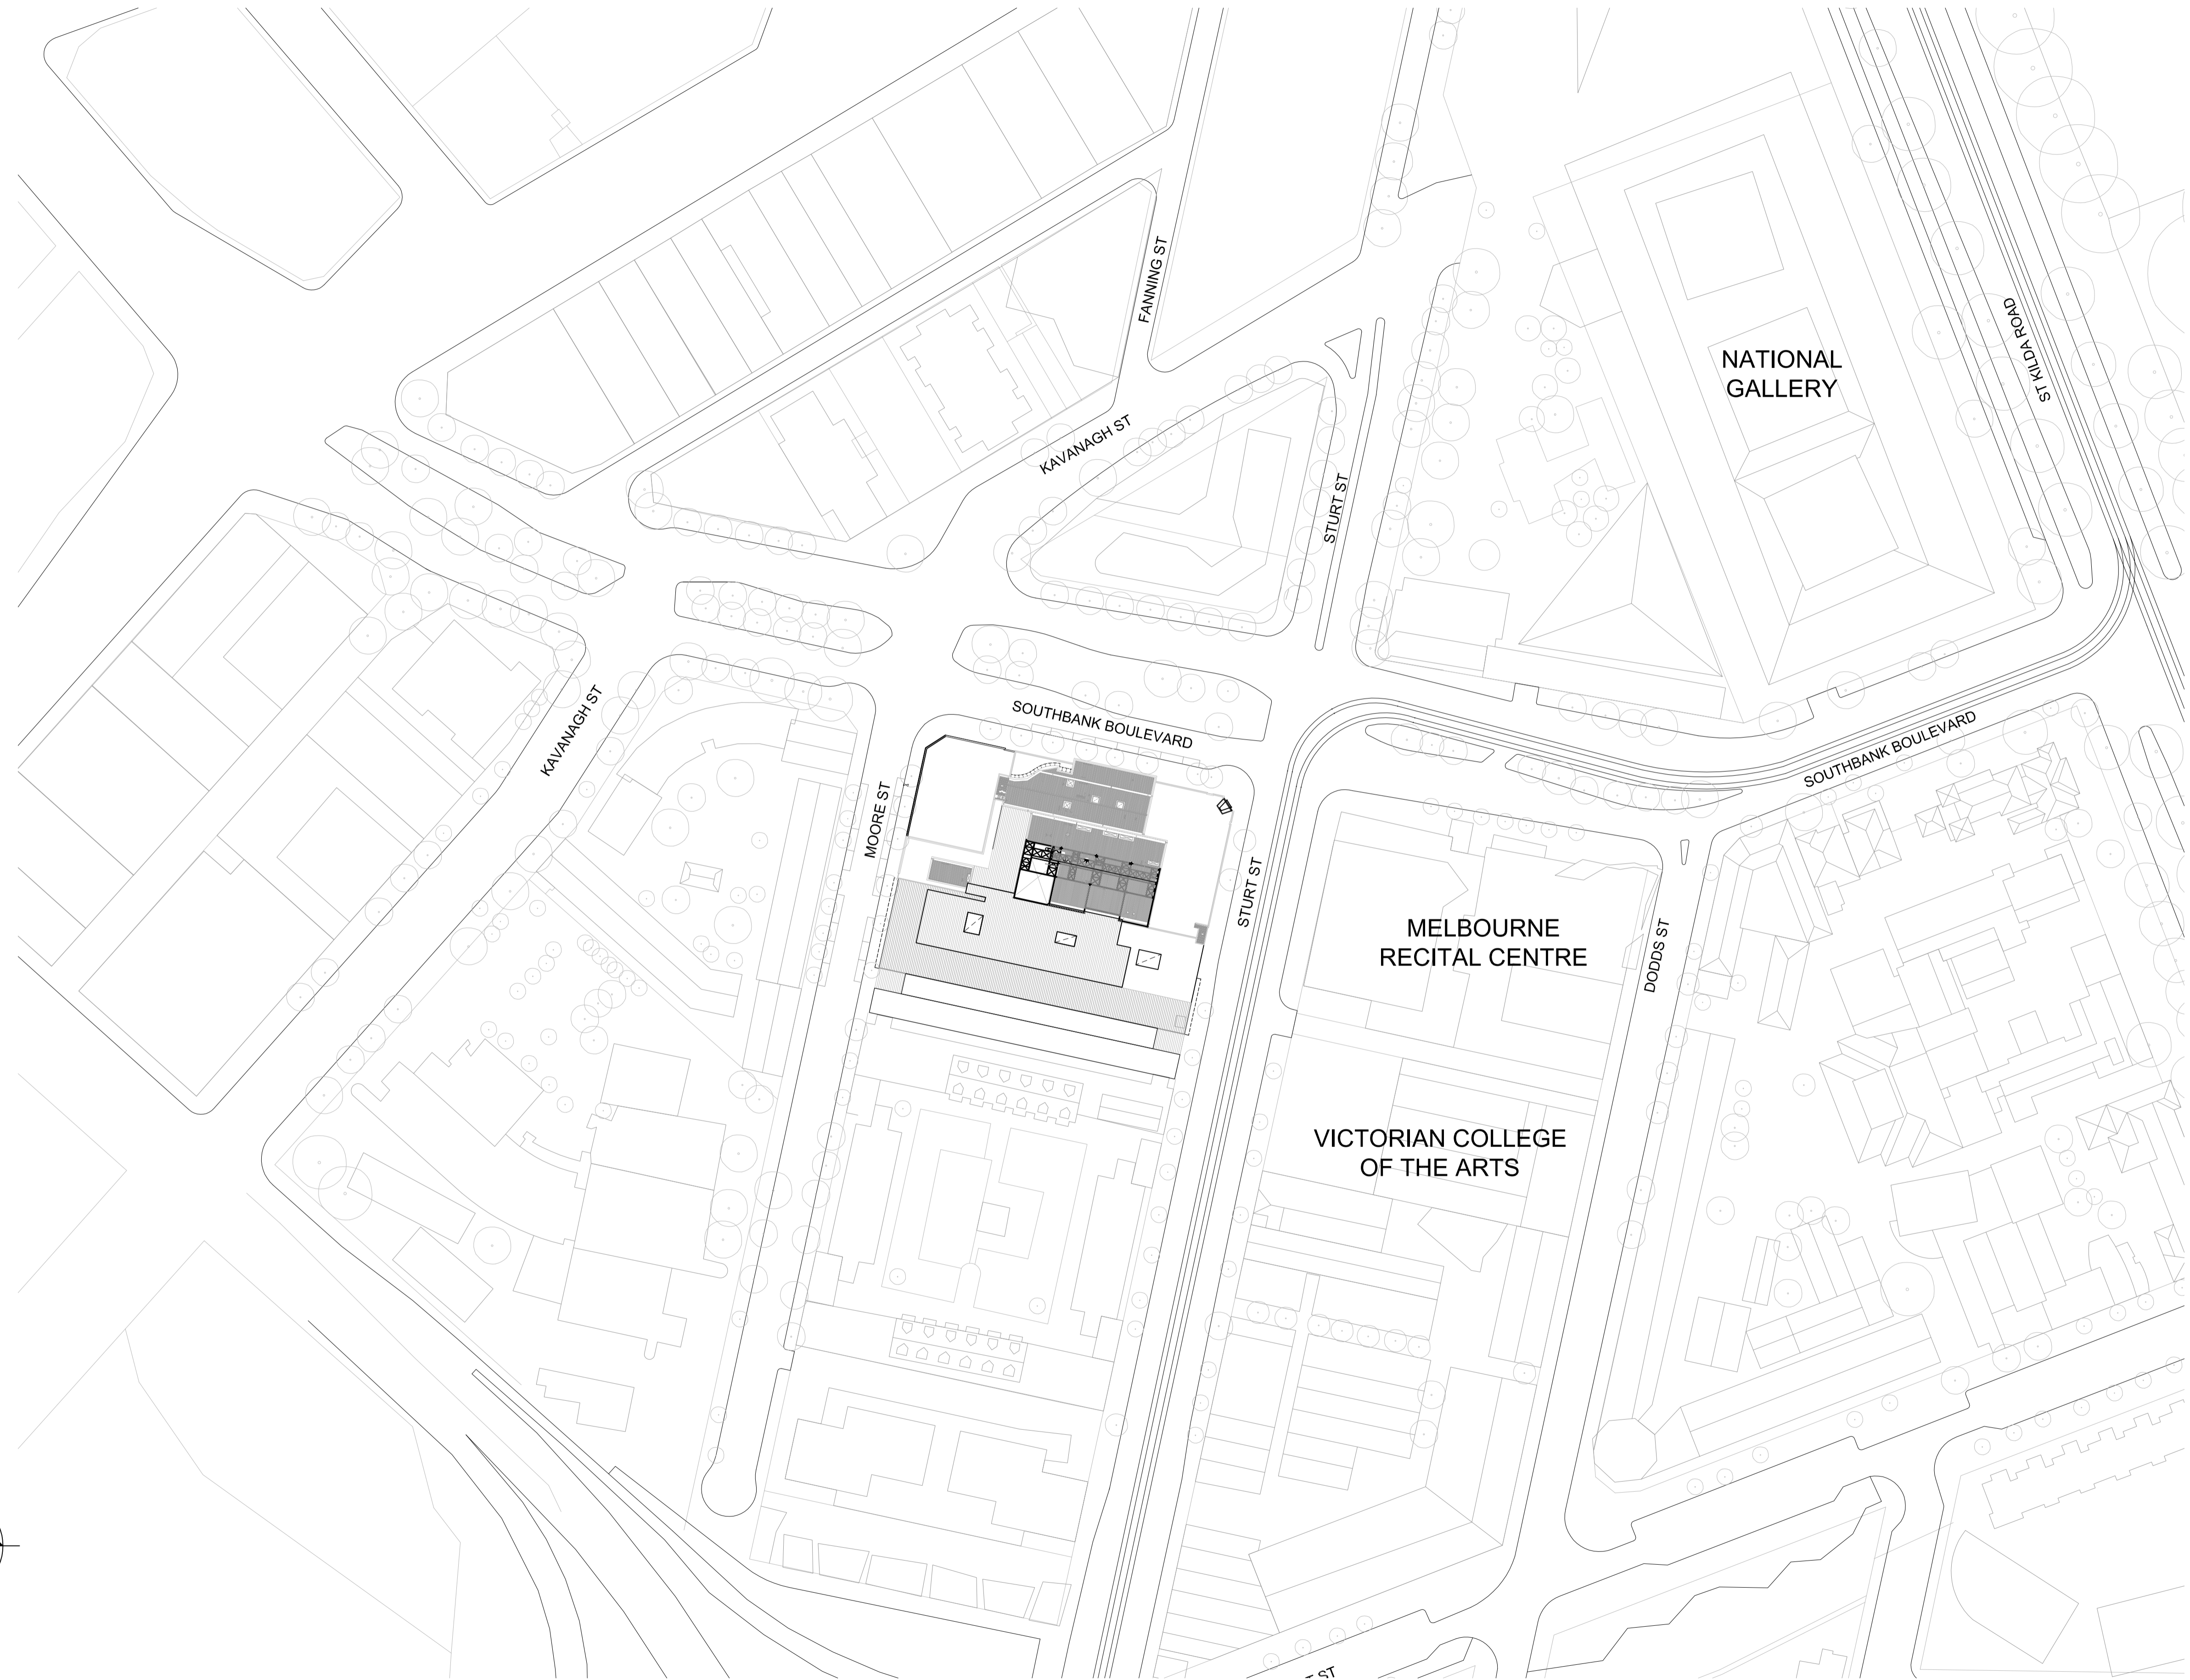 FANNING ST
NATIONAL
GALLERY
ST KILDA ROAD
KAVANAGH ST
STURT ST
KAVANAGH ST
SOUTHBANK BOULEVARD
SOUTHBANK BOULEVARD
MOORE ST
STURT ST
MELBOURNE
RECITAL CENTRE
DODDS ST
VICTORIAN COLLEGE
OF THE ARTS
ST